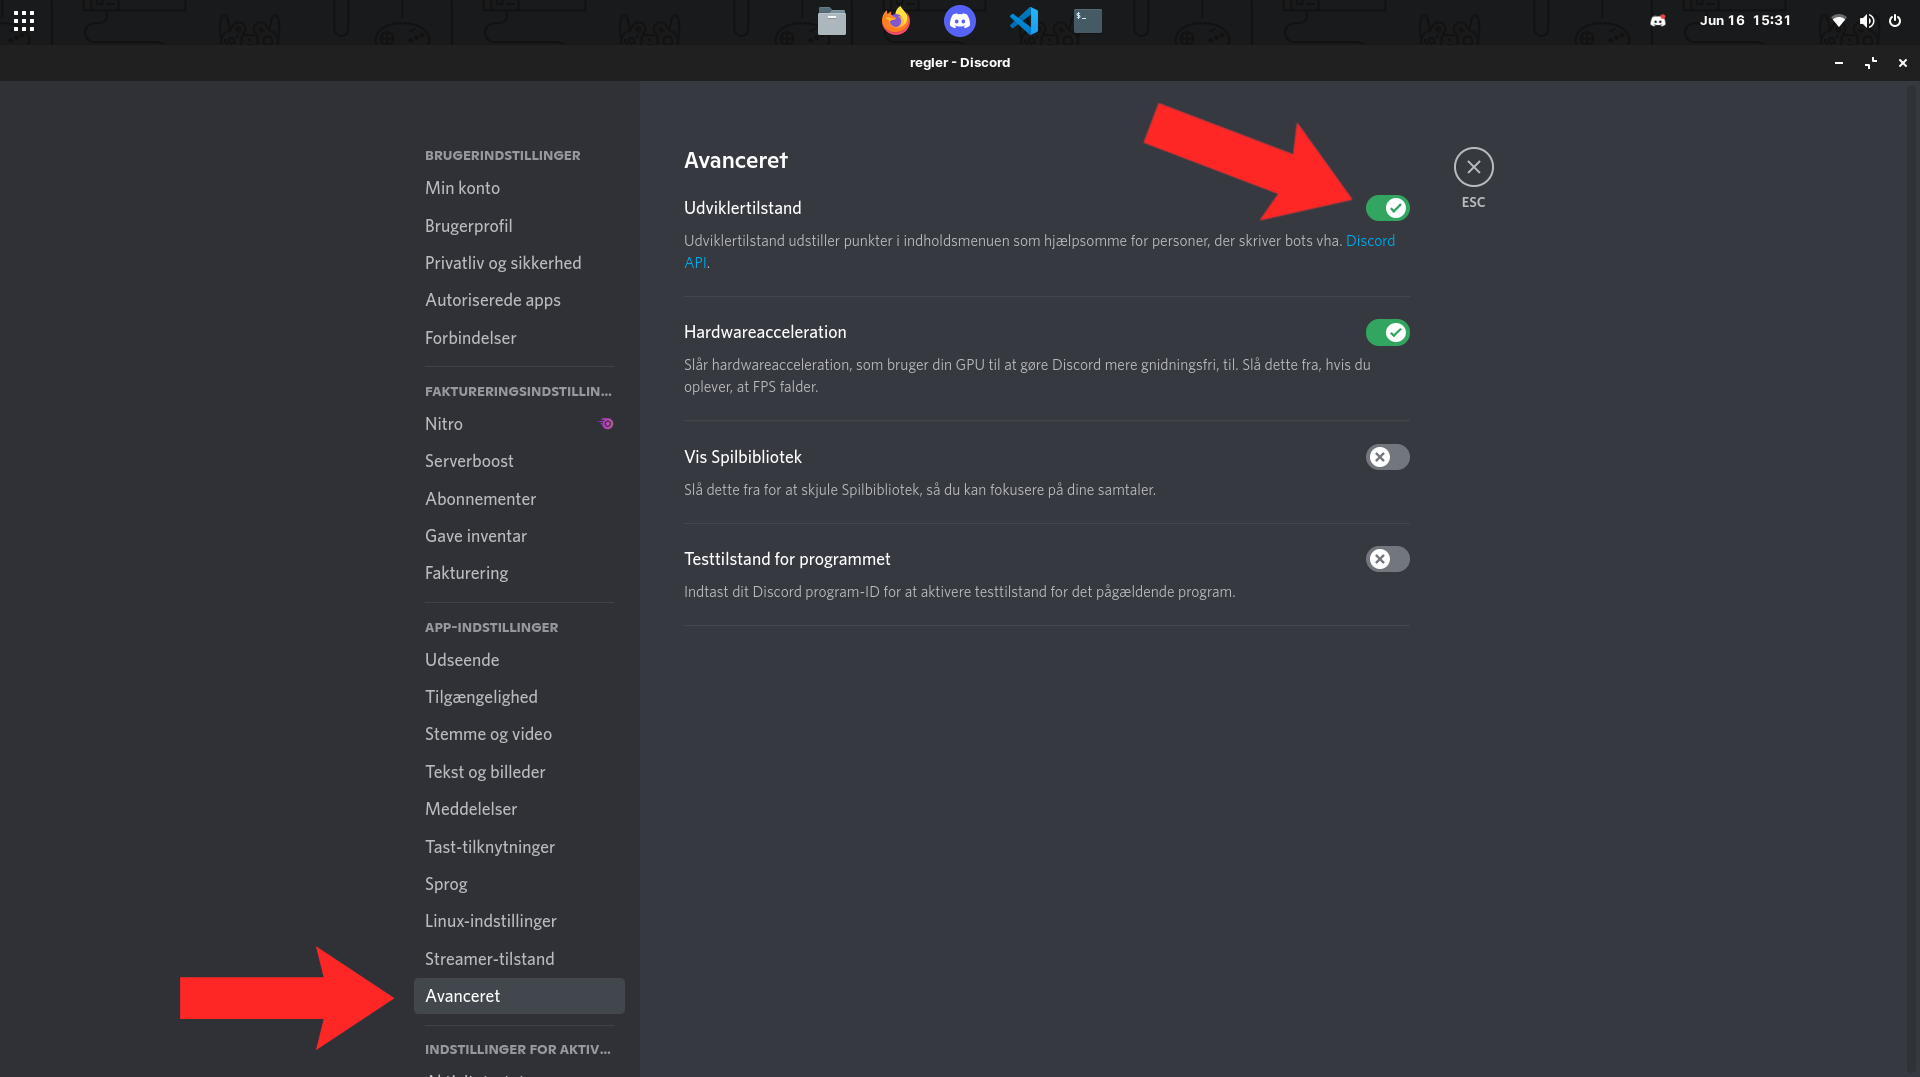 Jun 16 15:31
regler - Discord
BRUGERINDSTILLINGER
Min konto
Brugerprofil
Privatliv og sikkerhed
Autoriserede apps
Forbindelser
FAKTURERINGSINDSTILLIN...
Nitro
Serverboost
Abonnementer
Gave inventar
Fakturering
APP-INDSTILLINGER
Udseende
Tilgængelighed
Stemme og video
Tekst og billeder
Meddelelser
Tast-tilknytninger
Sprog
Linux-indstillinger
Streamer-tilstand
Avanceret
INDSTILLINGER FOR AKTIV...
Avanceret
Udviklertilstand
Udviklertilstand udstiller punkter i indholdsmenuen som hjælpsomme for personer, der skriver bots vha. Discord
API.
Hardwareacceleration
Slår hardwareacceleration, som bruger din GPU til at gøre Discord mere gnidningsfri, til. Slå dette fra, hvis du
oplever, at FPS falder.
Vis Spilbibliotek
Slå dette fra for at skjule Spilbibliotek, så du kan fokusere på dine samtaler.
Testtilstand for programmet
Indtast dit Discord program-ID for at aktivere testtilstand for det pågældende program.
ESC